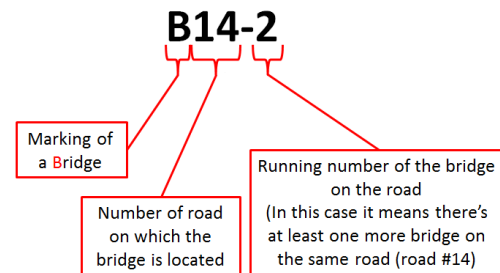 B14-2
Marking of
a Bridge
Number of road
on which the
bridge is located
Running number of the bridge
on the road
(In this case it means there's
at least one more bridge on
the same road (road #14)